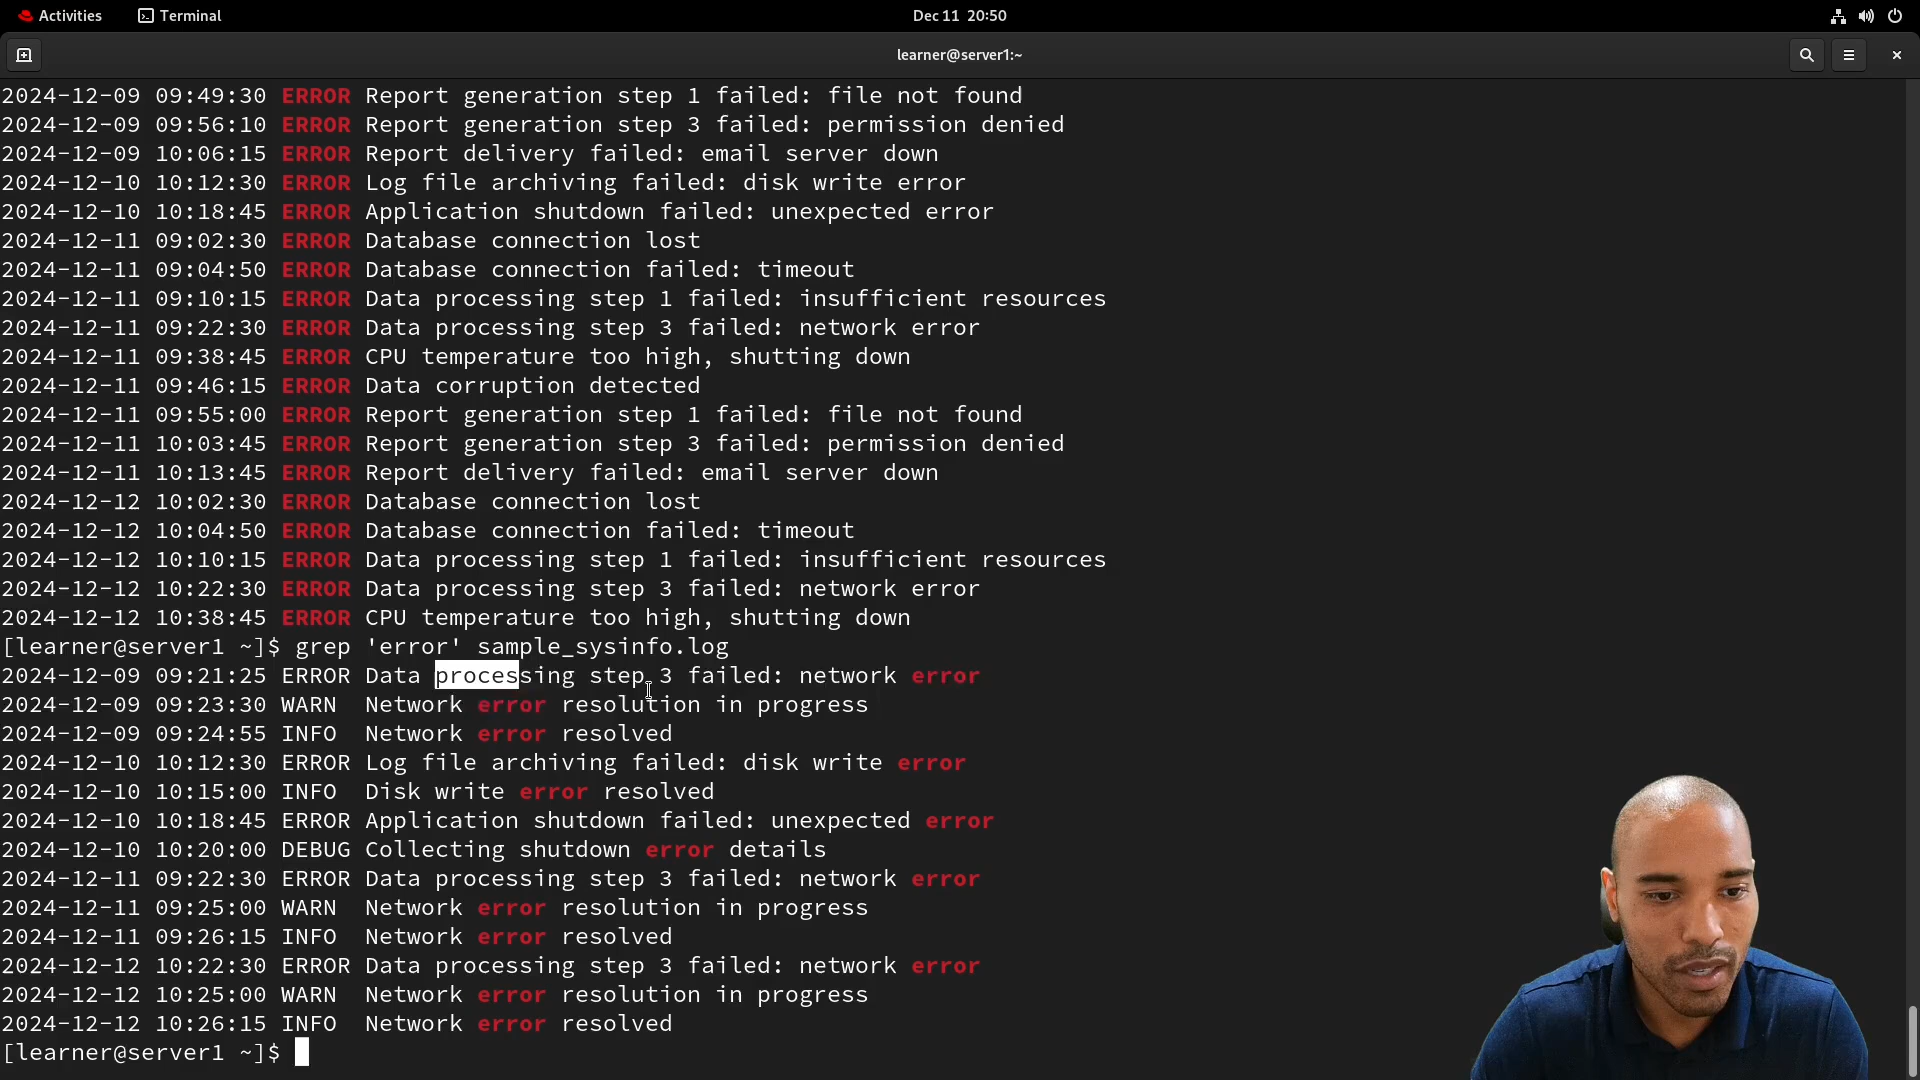 Activities Terminal Dec 11 20:50
learner@server1:~
2024-12-09 09:49:30 ERROR Report generation step 1 failed: file not found
2024-12-09 09:56:10 ERROR Report generation step 3 failed: permission denied
2024-12-09 10:06:15 ERROR Report delivery failed: email server down
2024-12-10 10:12:30 ERROR Log file archiving failed: disk write error
2024-12-10 10:18:45 ERROR Application shutdown failed: unexpected error
2024-12-11 09:02:30 ERROR Database connection lost
2024-12-11 09:04:50 ERROR Database connection failed: timeout
2024-12-11 09:10:15 ERROR Data processing step 1 failed: insufficient resources
2024-12-11 09:22:30 ERROR Data processing step 3 failed: network error
2024-12-11 09:38:45 ERROR CPU temperature too high, shutting down
2024-12-11 09:46:15 ERROR Data corruption detected
2024-12-11 09:55:00 ERROR Report generation step 1 failed: file not found
2024-12-11 10:03:45 ERROR Report generation step 3 failed: permission denied
2024-12-11 10:13:45 ERROR Report delivery failed: email server down
2024-12-12 10:02:30 ERROR Database connection lost
2024-12-12 10:04:50 ERROR Database connection failed: timeout
2024-12-12 10:10:15 ERROR Data processing step 1 failed: insufficient resources
2024-12-12 10:22:30 ERROR Data processing step 3 failed: network error
2024-12-12 10:38:45 ERROR CPU temperature too high, shutting down
[learner@server1 ~]$ grep 'error' sample_sysinfo.log
2024-12-09 09:21:25 ERROR Data processing step 3 failed: network error
2024-12-09 09:23:30 WARN  Network error resolution in progress
2024-12-09 09:24:55 INFO  Network error resolved
2024-12-10 10:12:30 ERROR Log file archiving failed: disk write error
2024-12-10 10:15:00 INFO  Disk write error resolved
2024-12-10 10:18:45 ERROR Application shutdown failed: unexpected error
2024-12-10 10:20:00 DEBUG Collecting shutdown error details
2024-12-11 09:22:30 ERROR Data processing step 3 failed: network error
2024-12-11 09:25:00 WARN  Network error resolution in progress
2024-12-11 09:26:15 INFO  Network error resolved
2024-12-12 10:22:30 ERROR Data processing step 3 failed: network error
2024-12-12 10:25:00 WARN  Network error resolution in progress
2024-12-12 10:26:15 INFO  Network error resolved
[learner@server1 ~]$